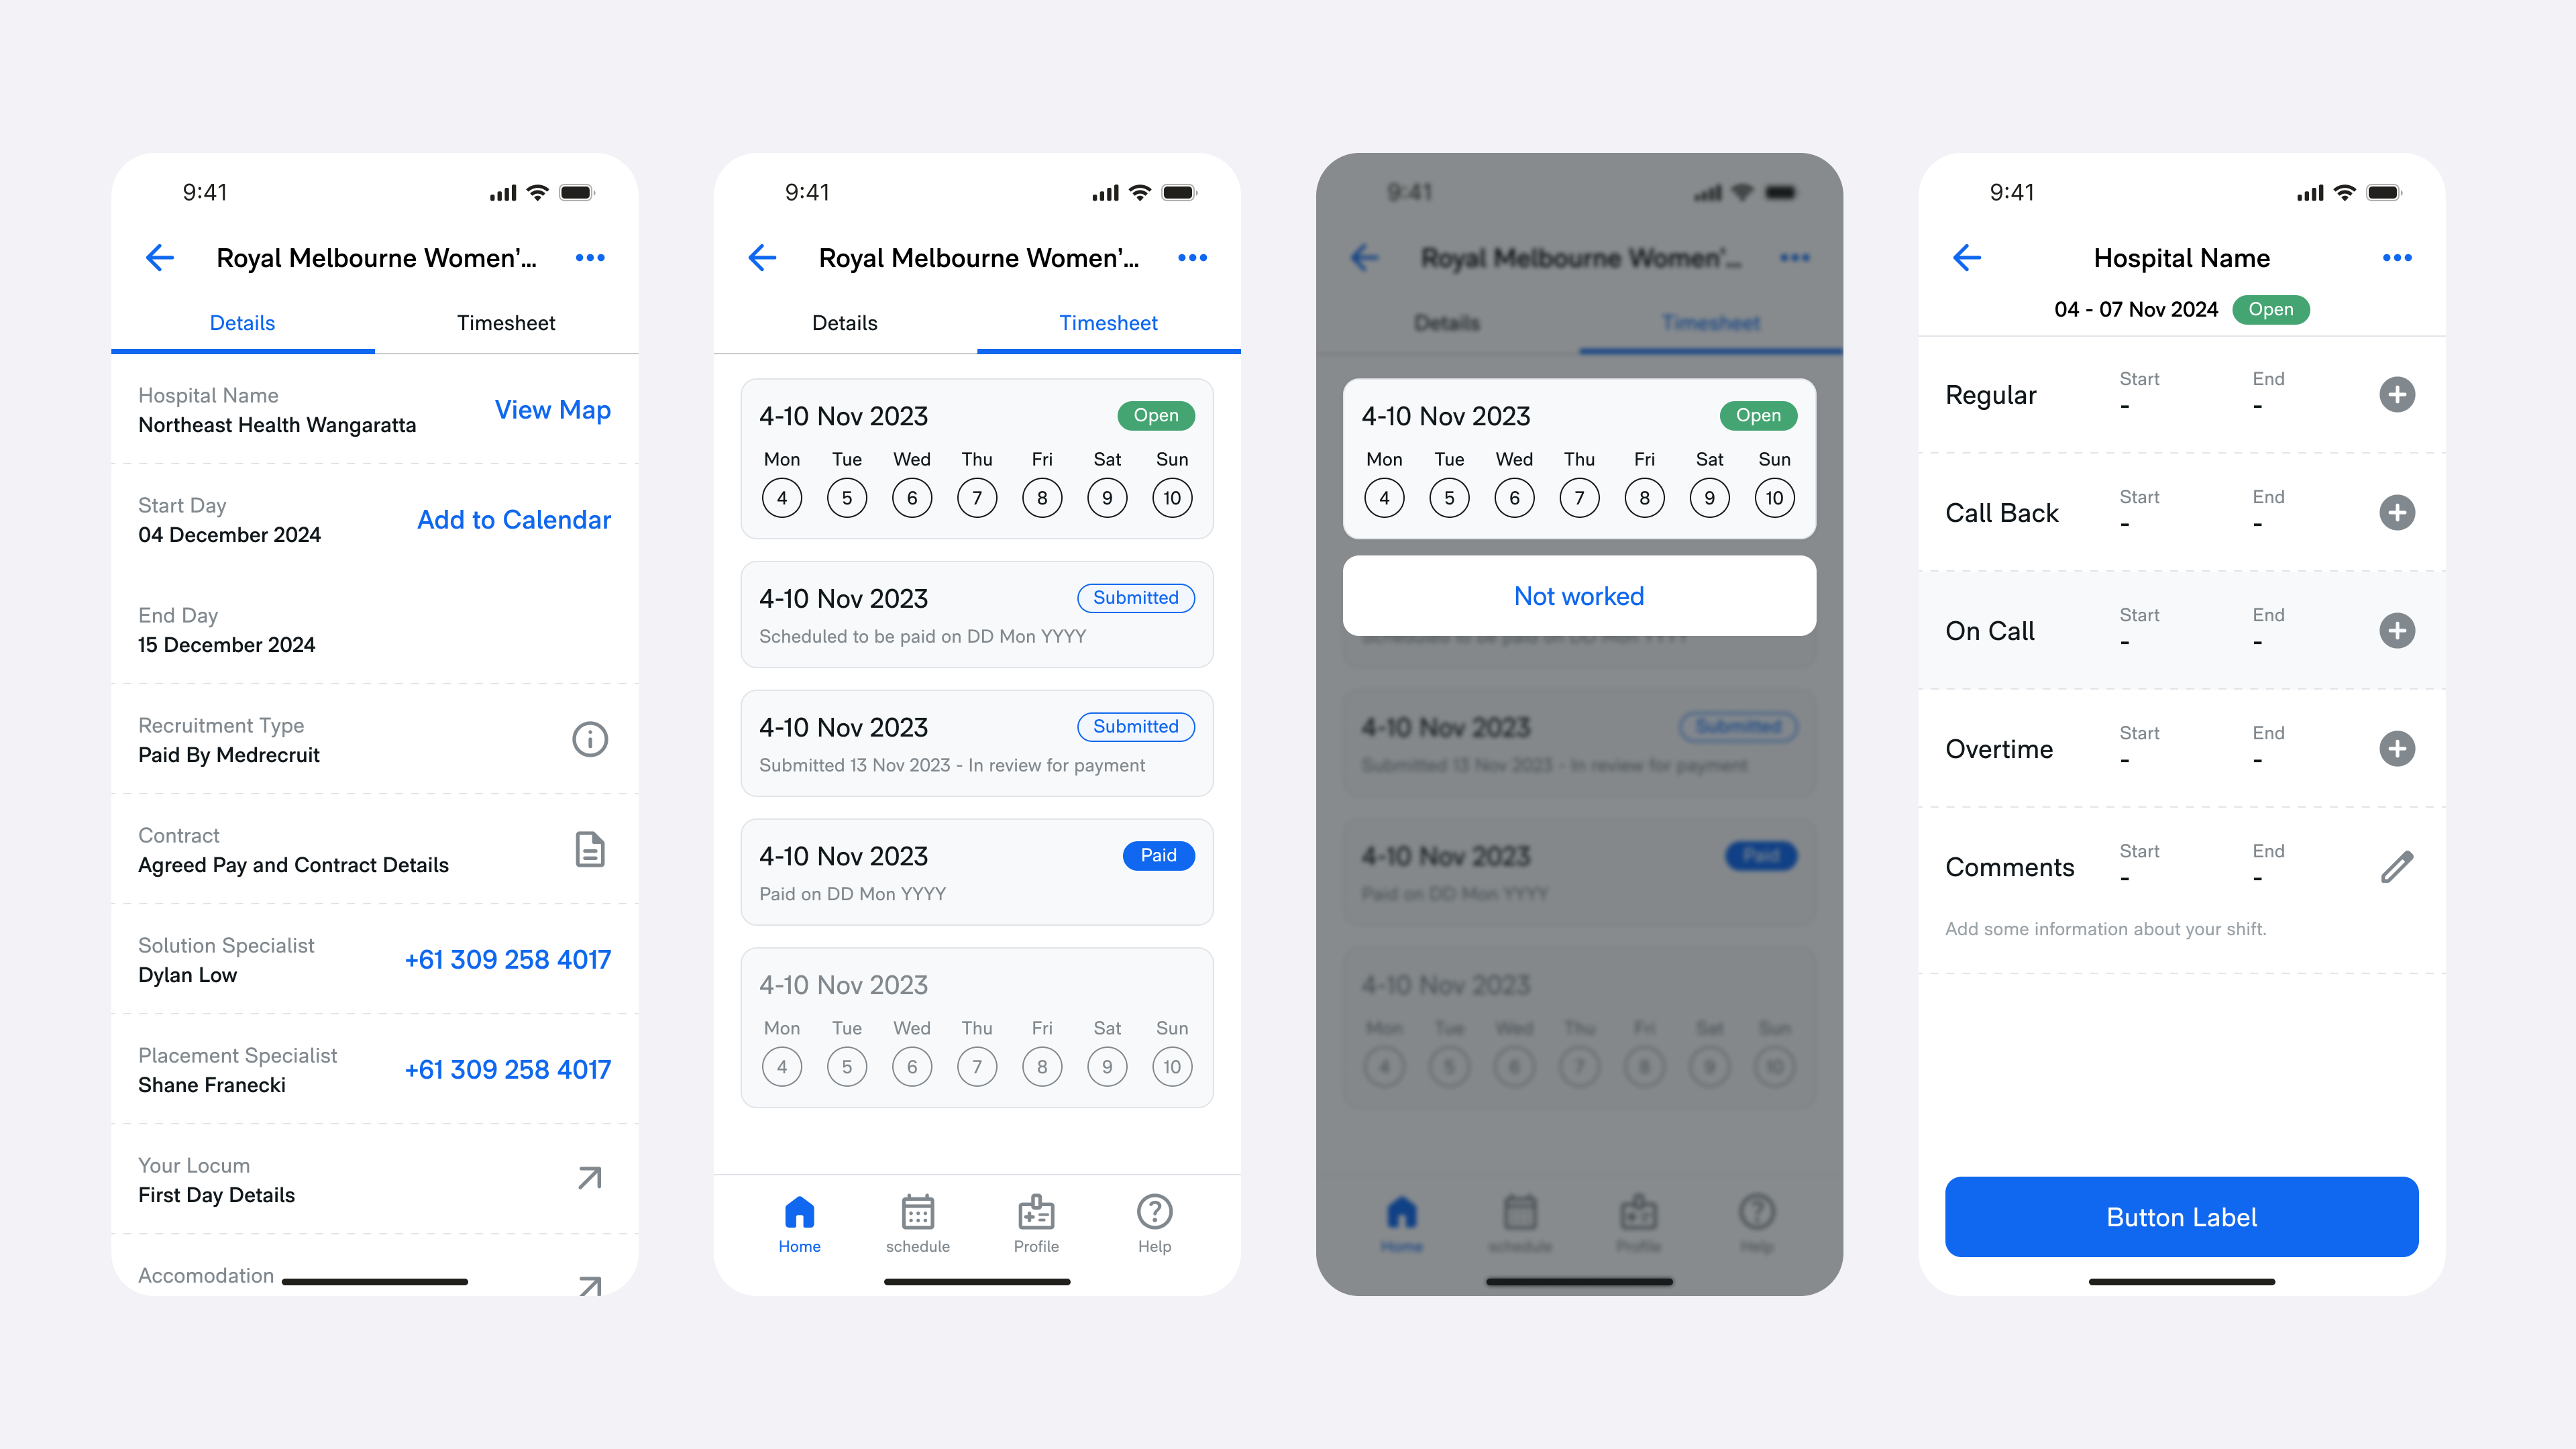 9:41
Royal Melbourne Women'...
Details Timesheet
Hospital Name
Northeast Health Wangaratta
View Map
Start Day
04 December 2024
Add to Calendar
End Day
15 December 2024
Recruitment Type
Paid By Medrecruit
Contract
Agreed Pay and Contract Details
Solution Specialist
Dylan Low
+61 309 258 4017
Placement Specialist
Shane Franecki
+61 309 258 4017
Your Locum
First Day Details
Accomodation
9:41
Royal Melbourne Women'...
Details Timesheet
4-10 Nov 2023 Open
Mon Tue Wed Thu Fri Sat Sun
4 5 6 7 8 9 10
4-10 Nov 2023 Submitted
Scheduled to be paid on DD Mon YYYY
4-10 Nov 2023 Submitted
Submitted 13 Nov 2023 - In review for payment
4-10 Nov 2023 Paid
Paid on DD Mon YYYY
4-10 Nov 2023
Mon Tue Wed Thu Fri Sat Sun
4 5 6 7 8 9 10
Home schedule Profile Help
9:41
Royal Melbourne Women'...
Details Timesheet
4-10 Nov 2023 Open
Mon Tue Wed Thu Fri Sat Sun
4 5 6 7 8 9 10
Not worked
Scheduled to be paid on DD Mon YYYY
4-10 Nov 2023 Submitted
Submitted 13 Nov 2023 - In review for payment
4-10 Nov 2023 Paid
Paid on DD Mon YYYY
4-10 Nov 2023
Mon Tue Wed Thu Fri Sat Sun
4 5 6 7 8 9 10
Home schedule Profile Help
9:41
Hospital Name
04 - 07 Nov 2024 Open
Regular Start - End -
Call Back Start - End -
On Call Start - End -
Overtime Start - End -
Comments Start - End -
Add some information about your shift.
Button Label